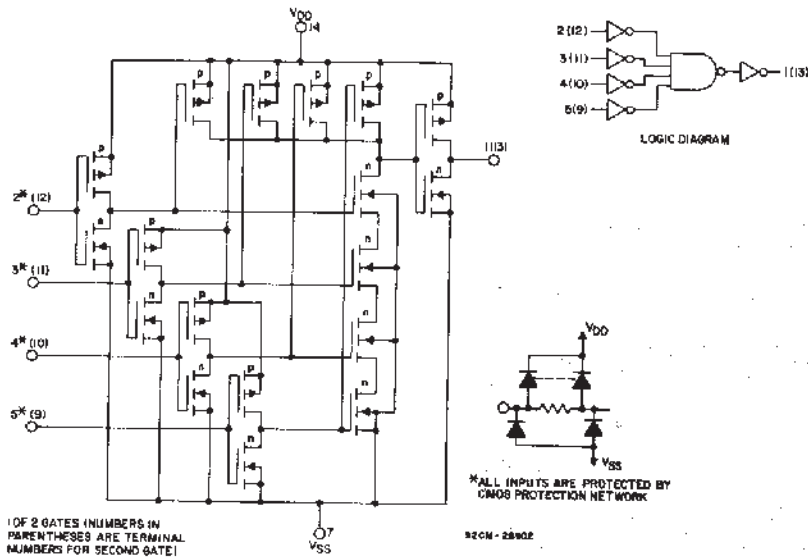 VDD
14
p
p
p
p
p
p
2(12)
3(11)
4(10)
5(9)
1(13)
LOGIC DIAGRAM
p
n
n
1(13)
2*(12)
n
p
n
3*(11)
n
p
n
4*(10)
n
p
n
5*(9)
n
VDD
VSS
*ALL INPUTS ARE PROTECTED BY
CMOS PROTECTION NETWORK
7
VSS
1 OF 2 GATES (NUMBERS IN
PARENTHESES ARE TERMINAL
NUMBERS FOR SECOND GATE)
92CM-28902